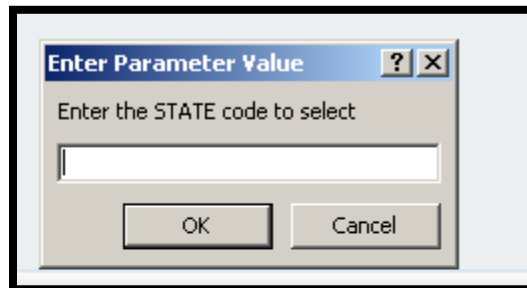 Enter Parameter Value
Enter the STATE code to select
OK Cancel